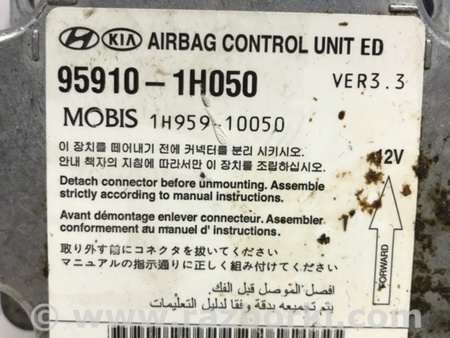 HYUNDAI KIA AIRBAG CONTROL UNIT ED
95910-1H050 VER3.3
MOBIS 1H959-10050
이 장치를 떼어내기 전에 커넥터를 분리 시키시오.
안내 책자의 지침에 따라서만 이 장치를 조립하십시오.
12V
Detach connector before unmounting. Assemble
strictly according to manual instructions.
Avant démontage enlever connecteur. Assembler
conformement au manuel d' instructions.
FORWARD
取り外す前にコネクタを抜いてください
マニュアルの指示通りに正しく組み付けてください
افصل الموصل قبل الفك.
يتم تجميعه بدقة وفقا لدليل التعليمات
www.razborki.com